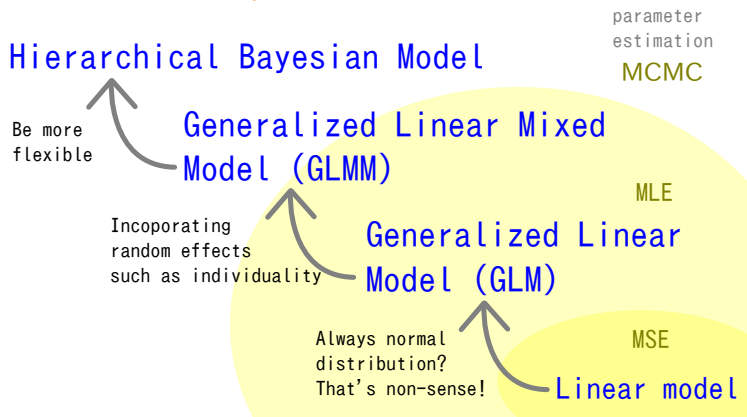 parameter
estimation
MCMC
Hierarchical Bayesian Model
Be more
flexible
Generalized Linear Mixed
Model (GLMM)
MLE
Incoporating
random effects
such as individuality
Generalized Linear
Model (GLM)
Always normal
distribution?
That's non-sense!
MSE
Linear model